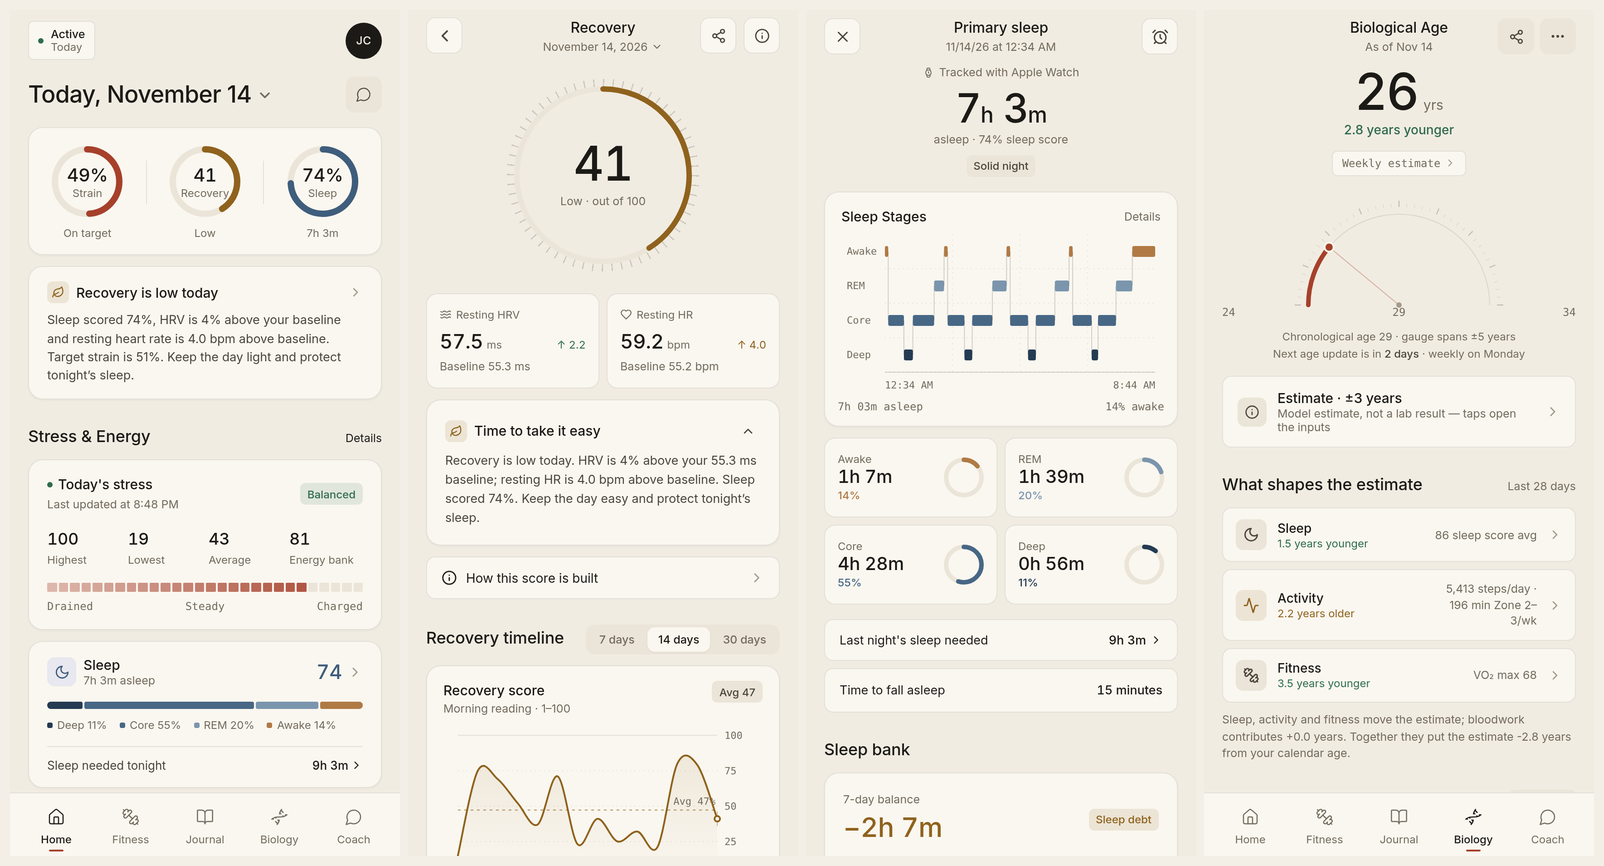 Active
Today
JC
Today, November 14
49%
Strain
On target
41
Recovery
Low
74%
Sleep
7h 3m
Recovery is low today
Sleep scored 74%, HRV is 4% above your baseline
and resting heart rate is 4.0 bpm above baseline.
Target strain is 51%. Keep the day light and protect
tonight's sleep.
Stress & Energy
Details
Today's stress
Last updated at 8:48 PM
Balanced
100
Highest
19
Lowest
43
Average
81
Energy bank
Drained
Steady
Charged
Sleep
7h 3m asleep
74
Deep 11%
Core 55%
REM 20%
Awake 14%
Sleep needed tonight
9h 3m
Home
Fitness
Journal
Biology
Coach
Recovery
November 14, 2026
41
Low · out of 100
Resting HRV
57.5 ms
↑ 2.2
Baseline 55.3 ms
Resting HR
59.2 bpm
↑ 4.0
Baseline 55.2 bpm
Time to take it easy
Recovery is low today. HRV is 4% above your 55.3 ms
baseline; resting HR is 4.0 bpm above baseline. Sleep
scored 74%. Keep the day easy and protect tonight's
sleep.
How this score is built
Recovery timeline
7 days
14 days
30 days
Recovery score
Morning reading · 1–100
Avg 47
100
75
Avg 47%
50
25
Primary sleep
11/14/26 at 12:34 AM
Tracked with Apple Watch
7h 3m
asleep · 74% sleep score
Solid night
Sleep Stages
Details
Awake
REM
Core
Deep
12:34 AM
8:44 AM
7h 03m asleep
14% awake
Awake
1h 7m
14%
REM
1h 39m
20%
Core
4h 28m
55%
Deep
0h 56m
11%
Last night's sleep needed
9h 3m
Time to fall asleep
15 minutes
Sleep bank
7-day balance
−2h 7m
Sleep debt
Biological Age
As of Nov 14
26 yrs
2.8 years younger
Weekly estimate
24
29
34
Chronological age 29 · gauge spans ±5 years
Next age update is in 2 days · weekly on Monday
Estimate · ±3 years
Model estimate, not a lab result — taps open
the inputs
What shapes the estimate
Last 28 days
Sleep
1.5 years younger
86 sleep score avg
Activity
2.2 years older
5,413 steps/day ·
196 min Zone 2–
3/wk
Fitness
3.5 years younger
VO₂ max 68
Sleep, activity and fitness move the estimate; bloodwork
contributes +0.0 years. Together they put the estimate -2.8 years
from your calendar age.
Home
Fitness
Journal
Biology
Coach